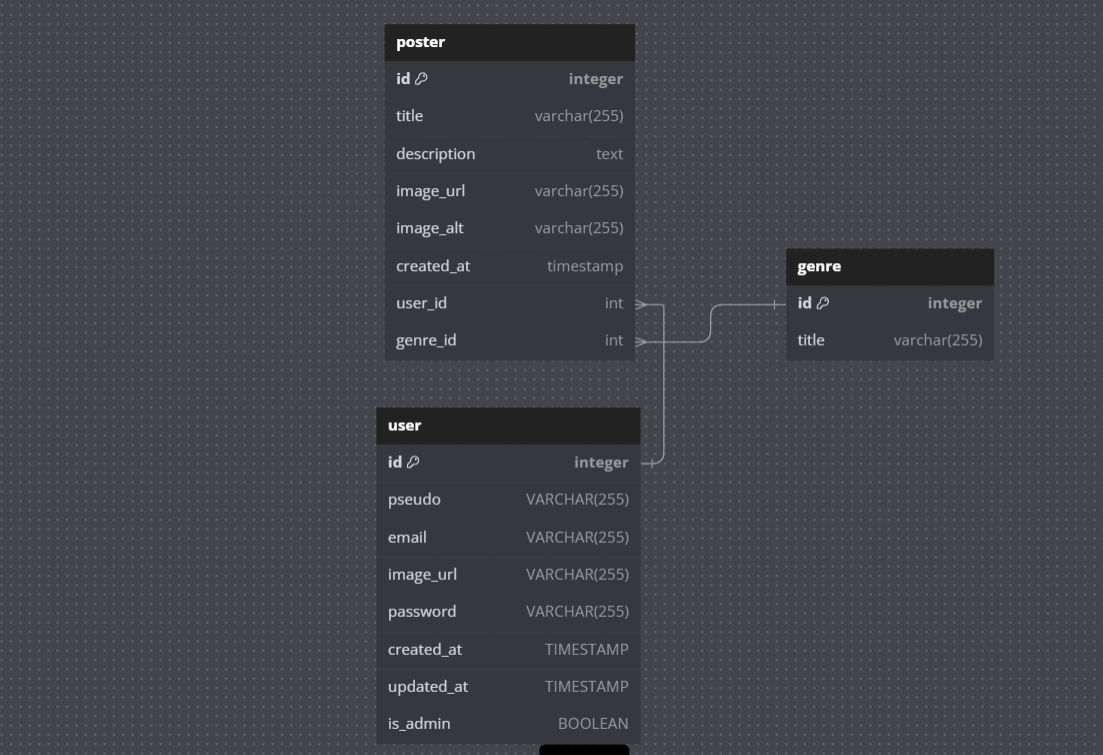 poster
id integer
title varchar(255)
description text
image_url varchar(255)
image_alt varchar(255)
created_at timestamp
user_id int
genre_id int
genre
id integer
title varchar(255)
user
id integer
pseudo VARCHAR(255)
email VARCHAR(255)
image_url VARCHAR(255)
password VARCHAR(255)
created_at TIMESTAMP
updated_at TIMESTAMP
is_admin BOOLEAN